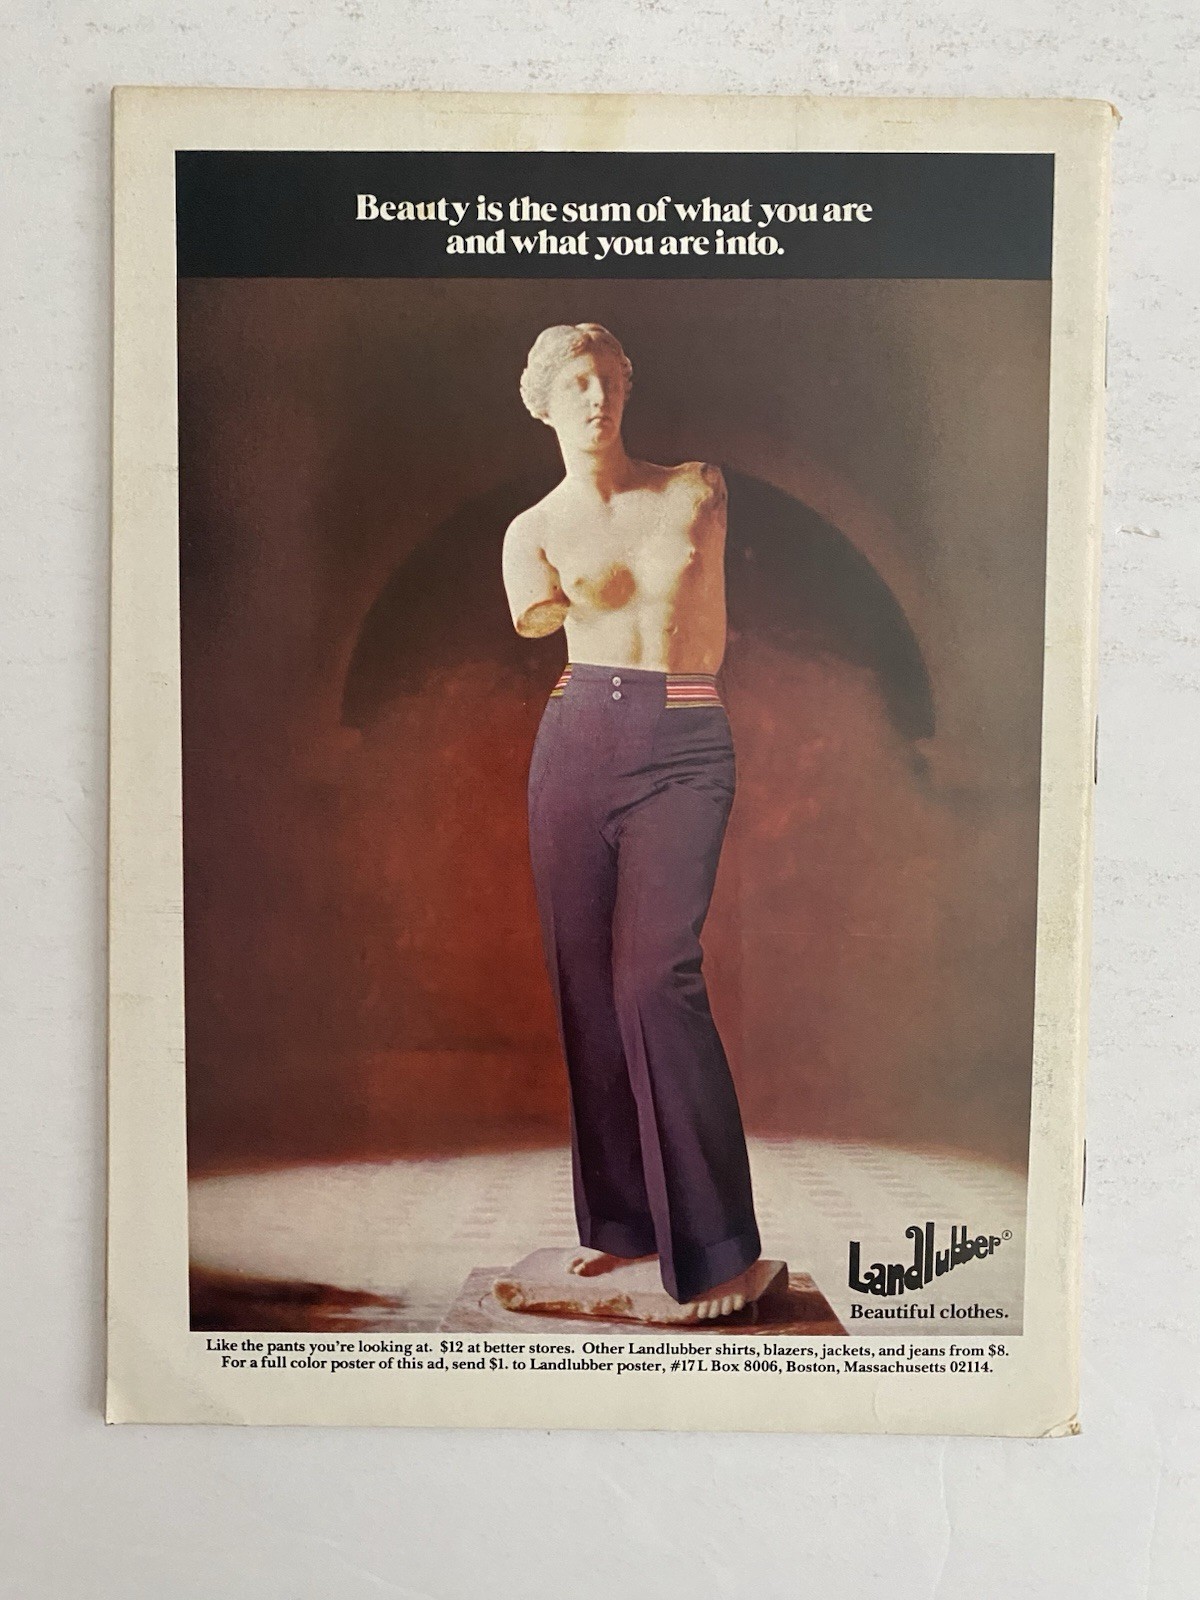 Beauty is the sum of what you are
and what you are into.
Landlubber®
Beautiful clothes.
Like the pants you're looking at. $12 at better stores. Other Landlubber shirts, blazers, jackets, and jeans from $8.
For a full color poster of this ad, send $1. to Landlubber poster, #17L Box 8006, Boston, Massachusetts 02114.